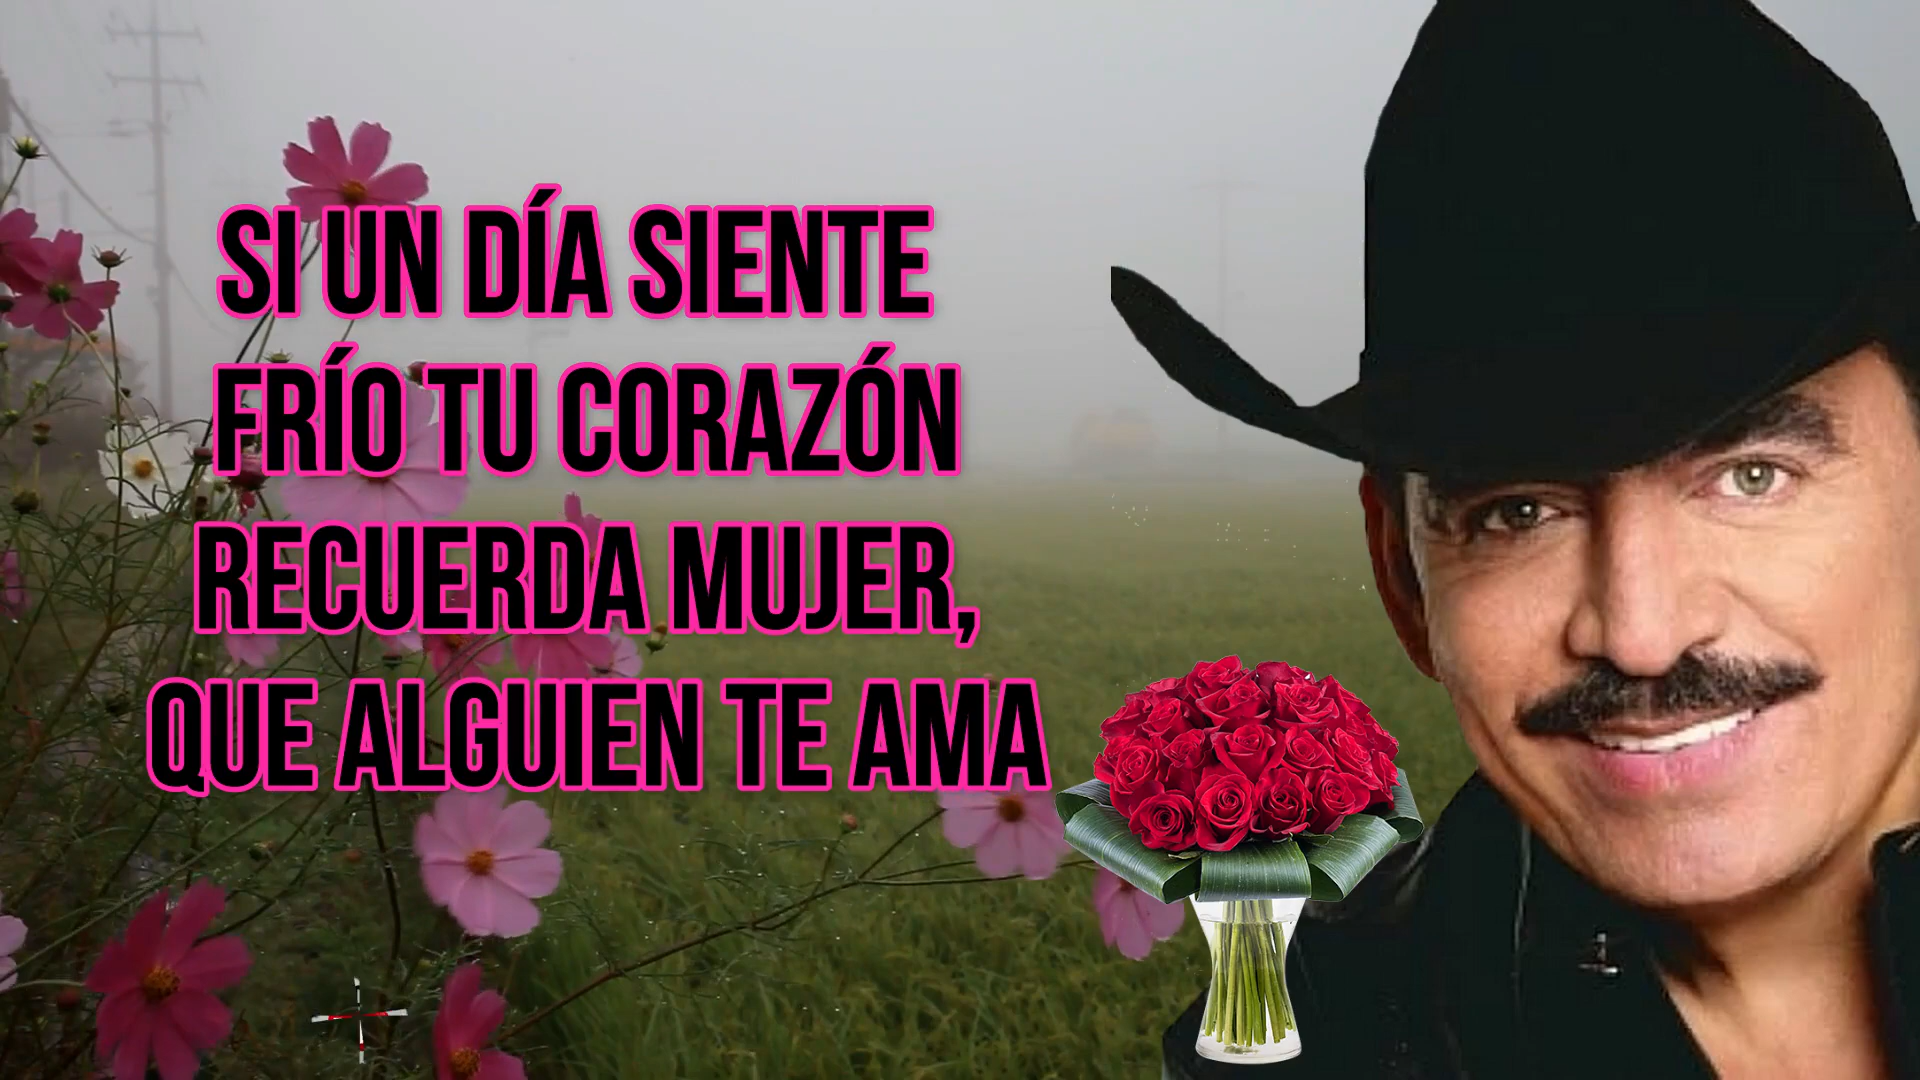 SI UN DÍA SIENTE
FRÍO TU CORAZÓN
RECUERDA MUJER,
QUE ALGUIEN TE AMA